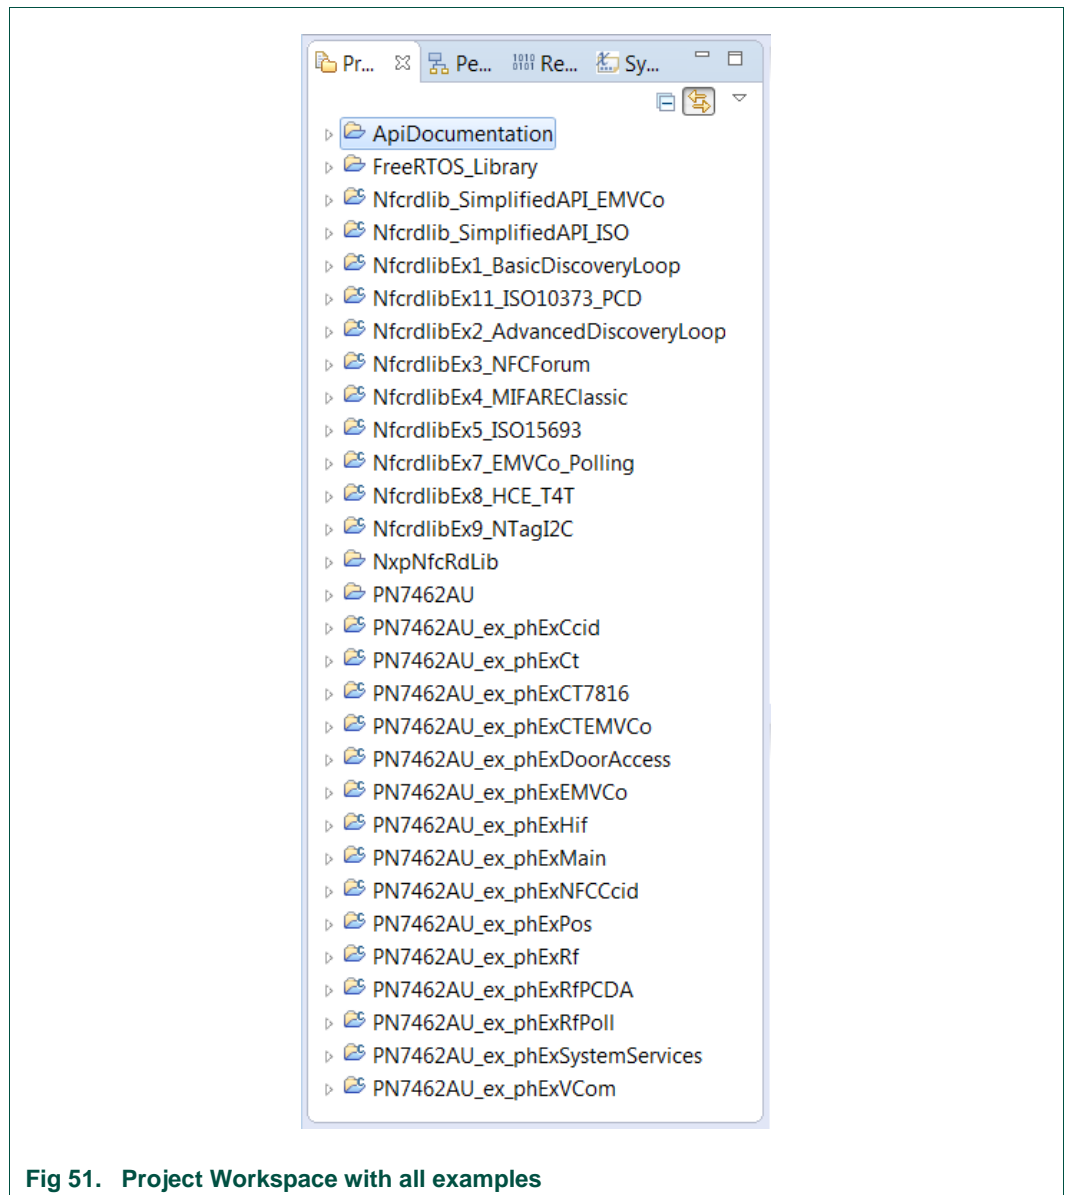 Pr... Pe... 1010 0101 Re... Sy...
ApiDocumentation
FreeRTOS_Library
Nfcrdlib_SimplifiedAPI_EMVCo
Nfcrdlib_SimplifiedAPI_ISO
NfcrdlibEx1_BasicDiscoveryLoop
NfcrdlibEx11_ISO10373_PCD
NfcrdlibEx2_AdvancedDiscoveryLoop
NfcrdlibEx3_NFCForum
NfcrdlibEx4_MIFAREClassic
NfcrdlibEx5_ISO15693
NfcrdlibEx7_EMVCo_Polling
NfcrdlibEx8_HCE_T4T
NfcrdlibEx9_NTagI2C
NxpNfcRdLib
PN7462AU
PN7462AU_ex_phExCcid
PN7462AU_ex_phExCt
PN7462AU_ex_phExCT7816
PN7462AU_ex_phExCTEMVCo
PN7462AU_ex_phExDoorAccess
PN7462AU_ex_phExEMVCo
PN7462AU_ex_phExHif
PN7462AU_ex_phExMain
PN7462AU_ex_phExNFCCcid
PN7462AU_ex_phExPos
PN7462AU_ex_phExRf
PN7462AU_ex_phExRfPCDA
PN7462AU_ex_phExRfPoll
PN7462AU_ex_phExSystemServices
PN7462AU_ex_phExVCom
Fig 51. Project Workspace with all examples